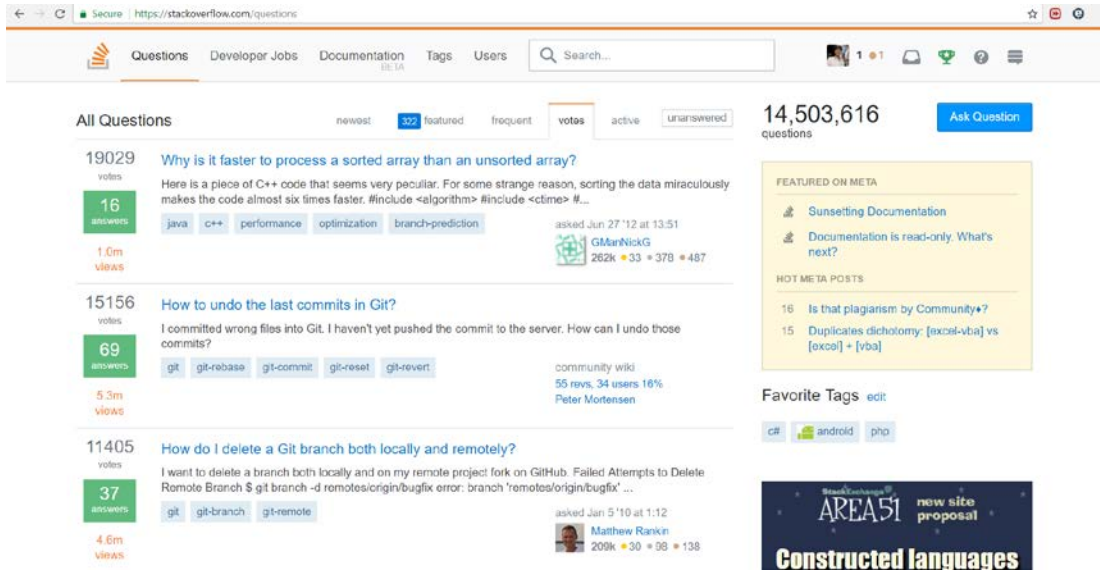 Secure https://stackoverflow.com/questions
Questions Developer Jobs Documentation Tags Users Search... 1 1
BETA
All Questions newest 322 featured frequent votes active unanswered
19029
votes
16
answers
1.0m
views
Why is it faster to process a sorted array than an unsorted array?
Here is a piece of C++ code that seems very peculiar. For some strange reason, sorting the data miraculously
makes the code almost six times faster. #include <algorithm> #include <ctime> #...
java c++ performance optimization branch-prediction
asked Jun 27 '12 at 13:51
GManNickG
262k 33 378 487
15156
votes
69
answers
5.3m
views
How to undo the last commits in Git?
I committed wrong files into Git. I haven't yet pushed the commit to the server. How can I undo those
commits?
git git-rebase git-commit git-reset git-revert
community wiki
55 revs, 34 users 16%
Peter Mortensen
11405
votes
37
answers
4.6m
views
How do I delete a Git branch both locally and remotely?
I want to delete a branch both locally and on my remote project fork on GitHub. Failed Attempts to Delete
Remote Branch $ git branch -d remotes/origin/bugfix error: branch 'remotes/origin/bugfix' ...
git git-branch git-remote
asked Jan 5 '10 at 1:12
Matthew Rankin
209k 30 98 138
14,503,616
questions
Ask Question
FEATURED ON META
Sunsetting Documentation
Documentation is read-only. What's
next?
HOT META POSTS
16 Is that plagiarism by Community♦?
15 Duplicates dichotomy: [excel-vba] vs
[excel] + [vba]
Favorite Tags edit
c# android php
StackExchange
AREA51 new site
proposal
Constructed languages